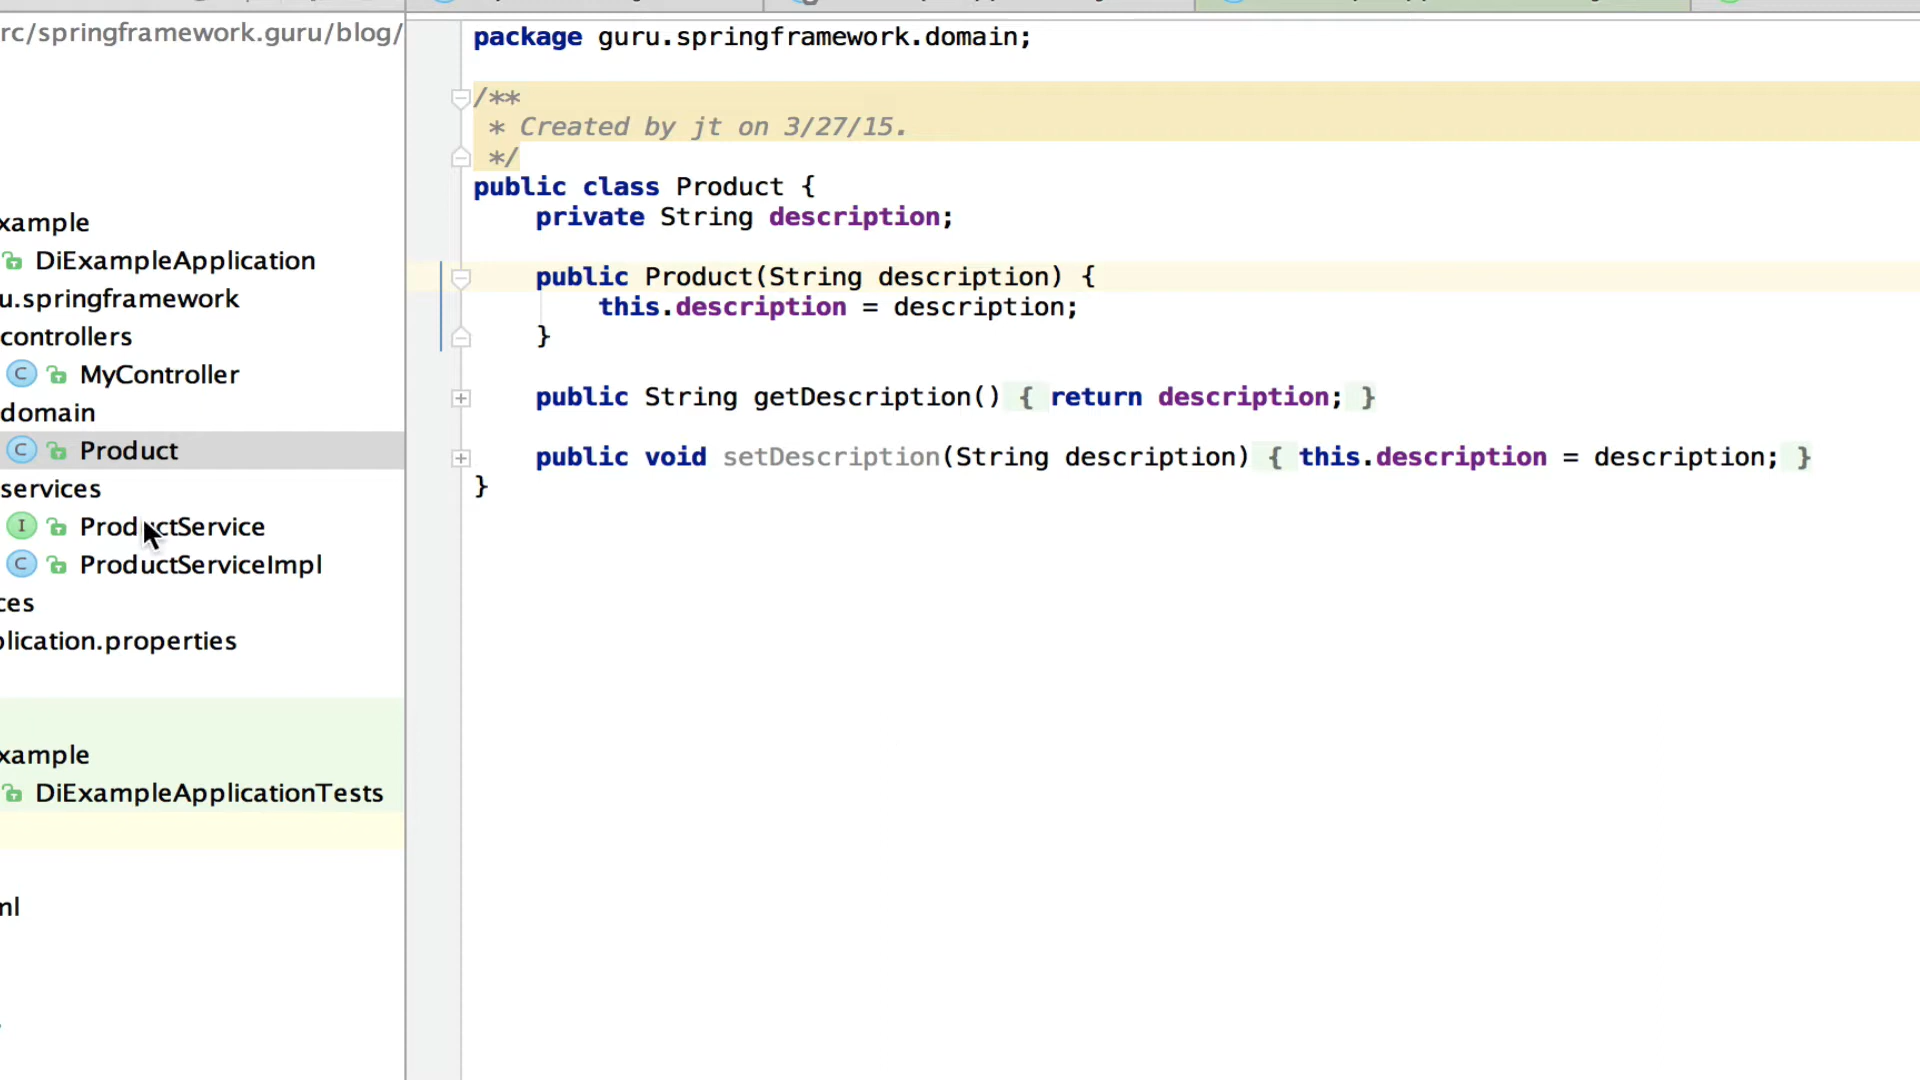 rc/springframework.guru/blog/
xample
DiExampleApplication
u.springframework
controllers
C MyController
domain
C Product
services
I ProductService
C ProductServiceImpl
ces
plication.properties
xample
DiExampleApplicationTests
ml
package guru.springframework.domain;
/**
* Created by jt on 3/27/15.
*/
public class Product {
private String description;
public Product(String description) {
this.description = description;
}
public String getDescription() { return description; }
public void setDescription(String description) { this.description = description; }
}